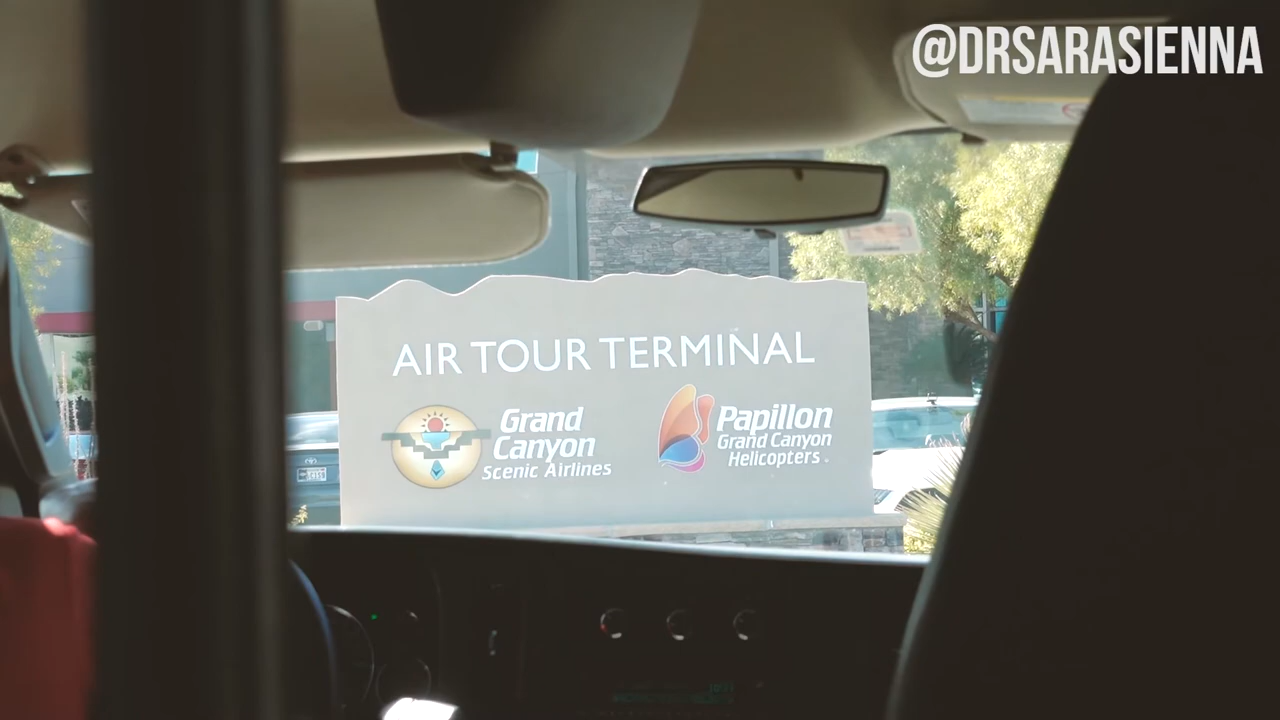 @DRSARASIENNA
AIR TOUR TERMINAL
Grand
Canyon
Scenic Airlines
Papillon
Grand Canyon
Helicopters